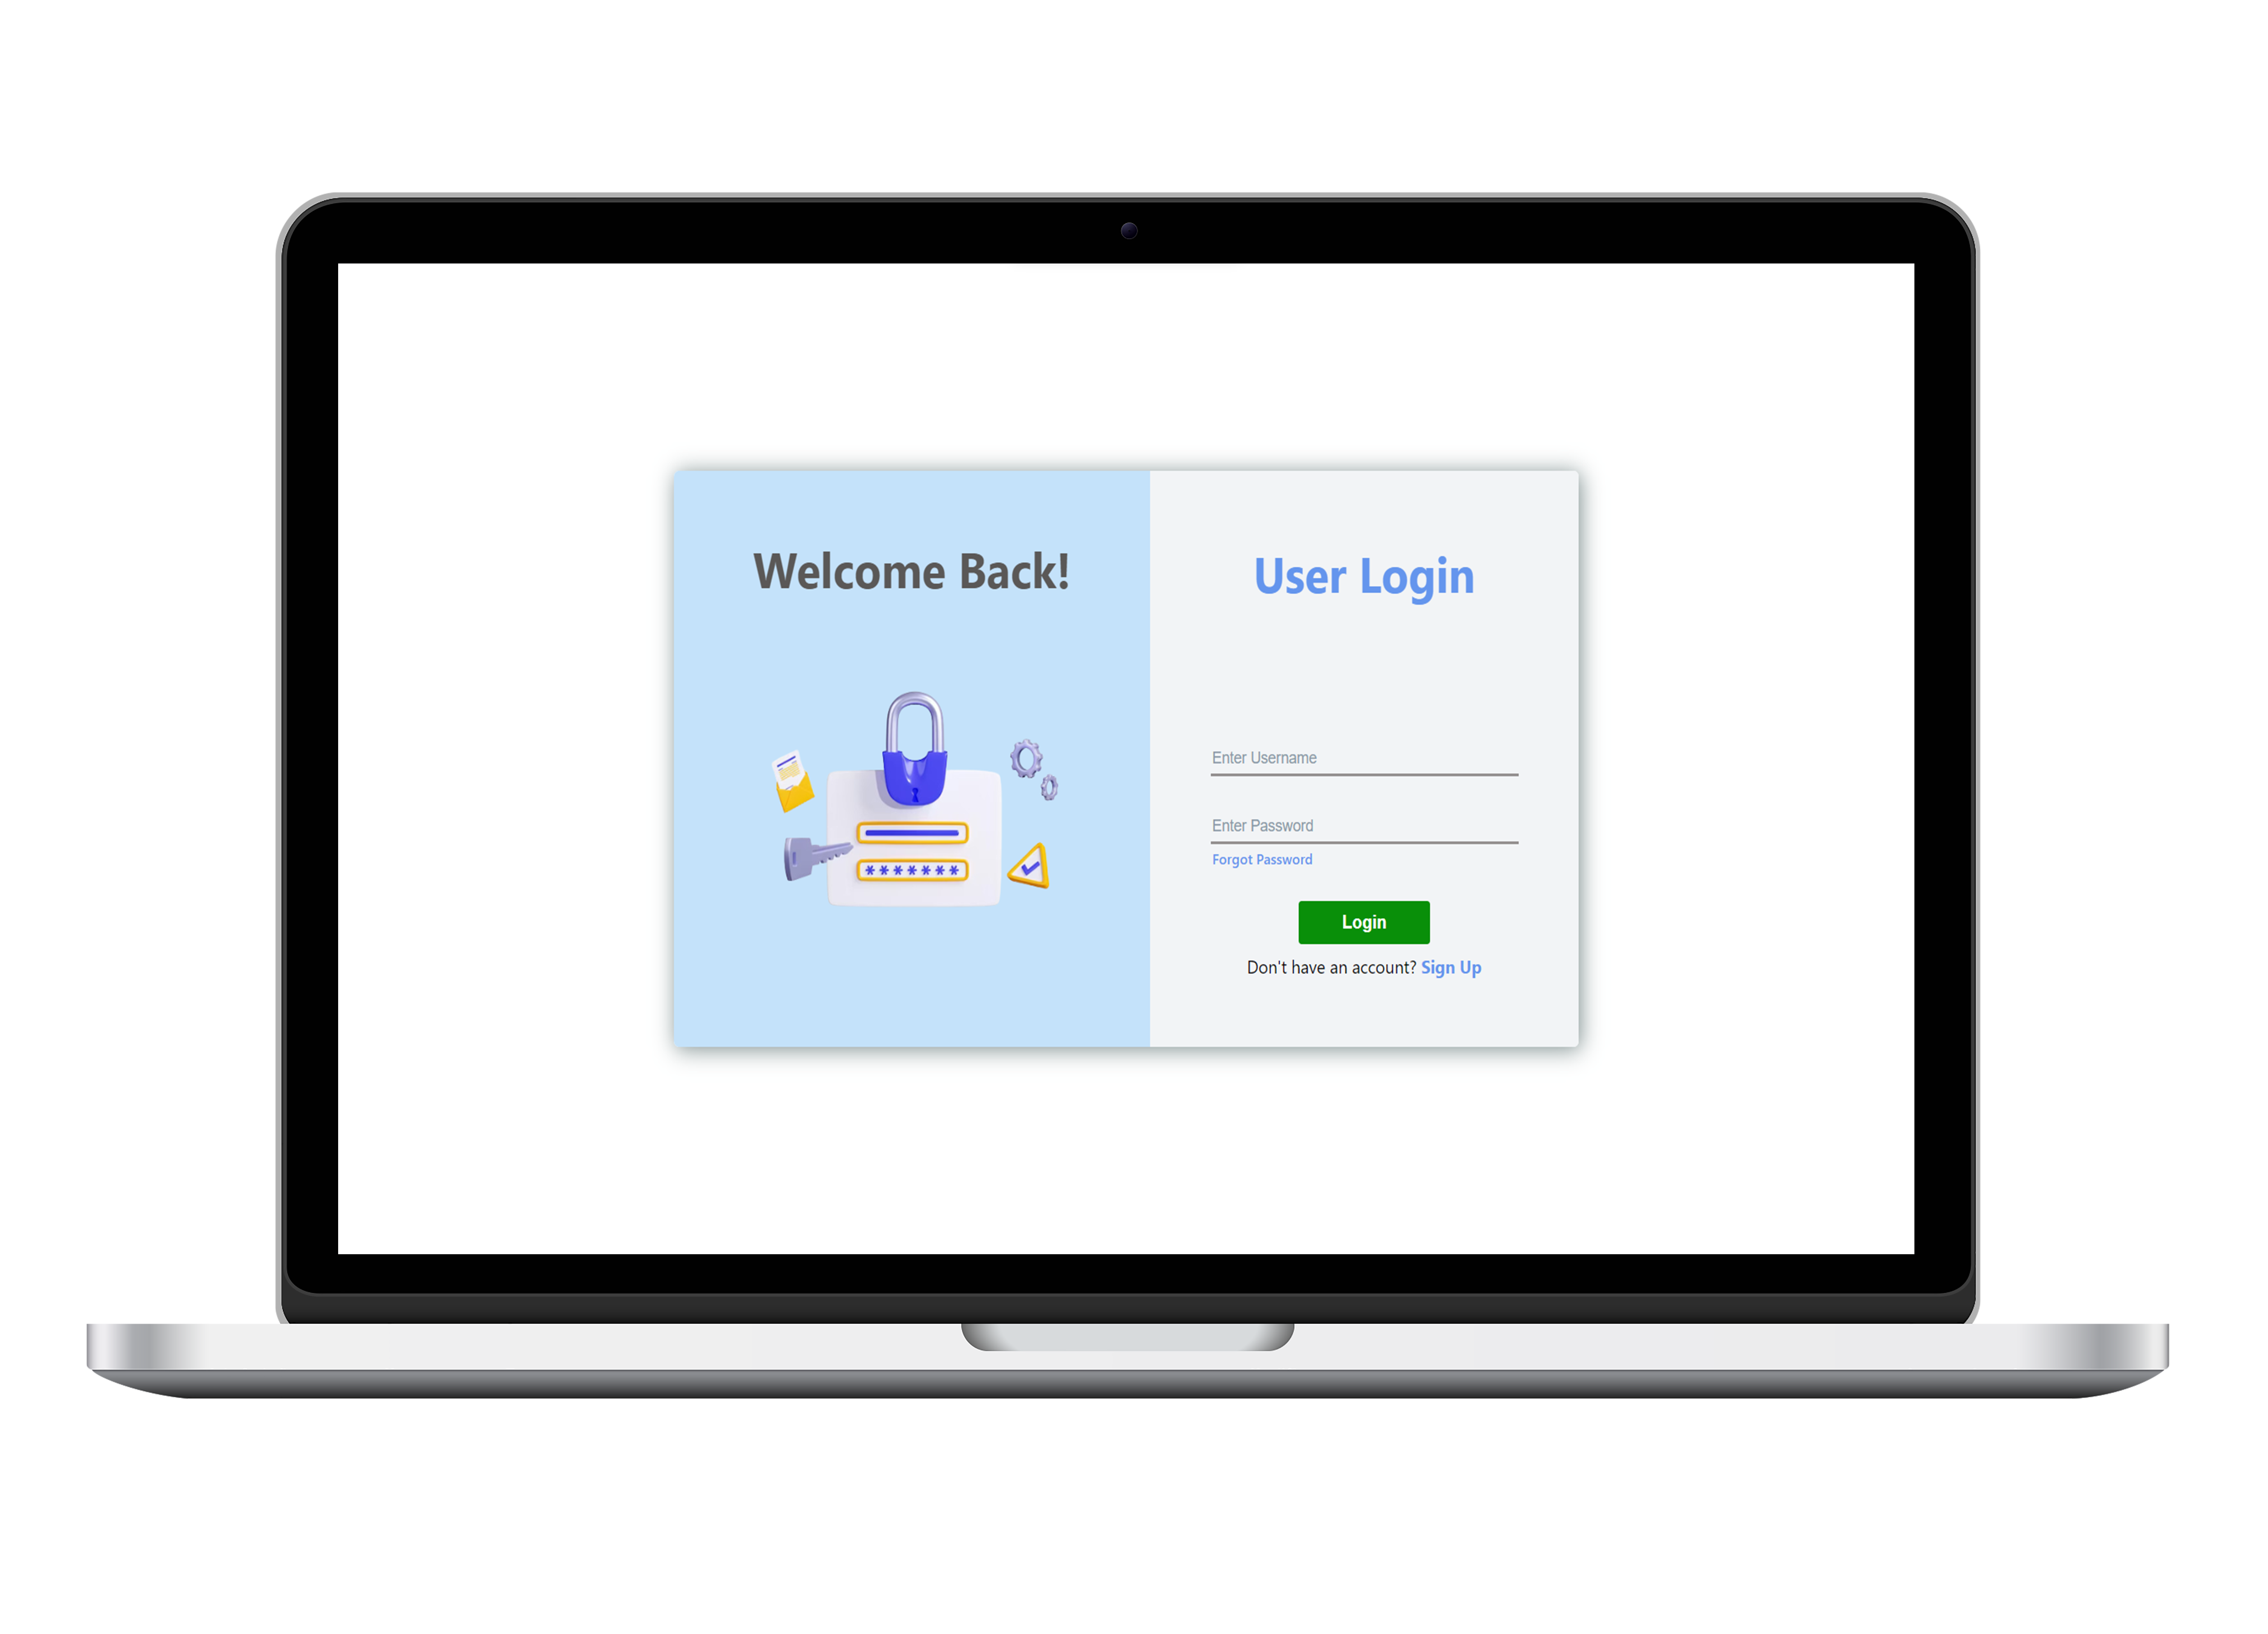 Welcome Back!
*******
User Login
Enter Username
Enter Password
Forgot Password
Login
Don't have an account? Sign Up